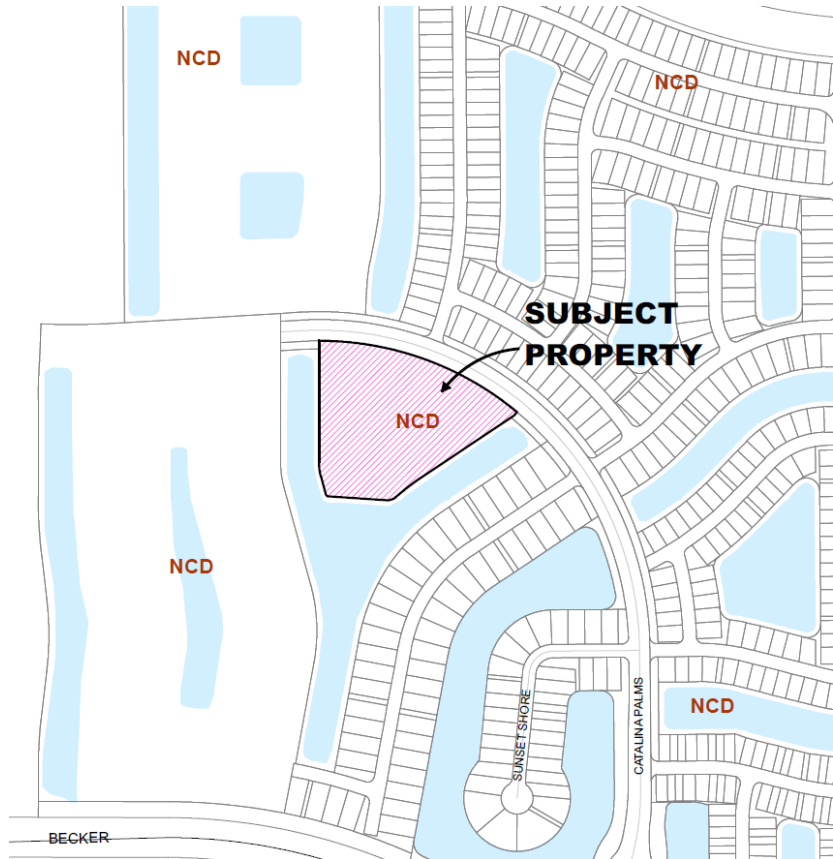 NCD
NCD
SUBJECT
PROPERTY
NCD
NCD
NCD
SUNSET SHORE
CATALINA PALMS
BECKER